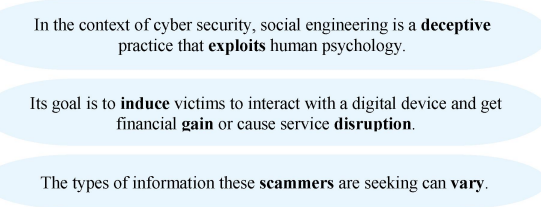 In the context of cyber security, social engineering is a deceptive
practice that exploits human psychology.
Its goal is to induce victims to interact with a digital device and get
financial gain or cause service disruption.
The types of information these scammers are seeking can vary.